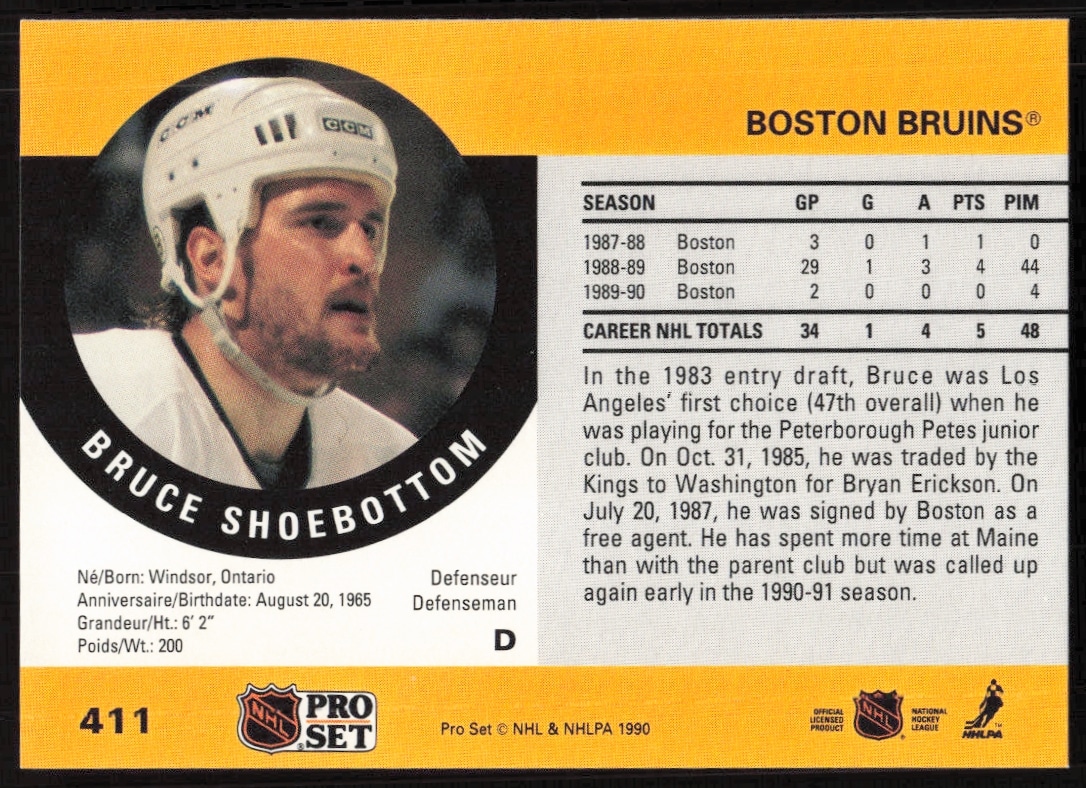 CCM
CCM
BOSTON BRUINS®
SEASON GP G A PTS PIM
1987-88 Boston 3 0 1 1 0
1988-89 Boston 29 1 3 4 44
1989-90 Boston 2 0 0 0 4
CAREER NHL TOTALS 34 1 4 5 48
In the 1983 entry draft, Bruce was Los
Angeles' first choice (47th overall) when he
was playing for the Peterborough Petes junior
club. On Oct. 31, 1985, he was traded by the
Kings to Washington for Bryan Erickson. On
July 20, 1987, he was signed by Boston as a
free agent. He has spent more time at Maine
than with the parent club but was called up
again early in the 1990-91 season.
BRUCE SHOEBOTTOM
Né/Born: Windsor, Ontario
Anniversaire/Birthdate: August 20, 1965
Grandeur/Ht.: 6' 2"
Poids/Wt.: 200
Defenseur
Defenseman
D
411
NHL
PRO
SET
®
Pro Set © NHL & NHLPA 1990
OFFICIAL
LICENSED
PRODUCT
NHL
®
NATIONAL
HOCKEY
LEAGUE
NHLPA
™